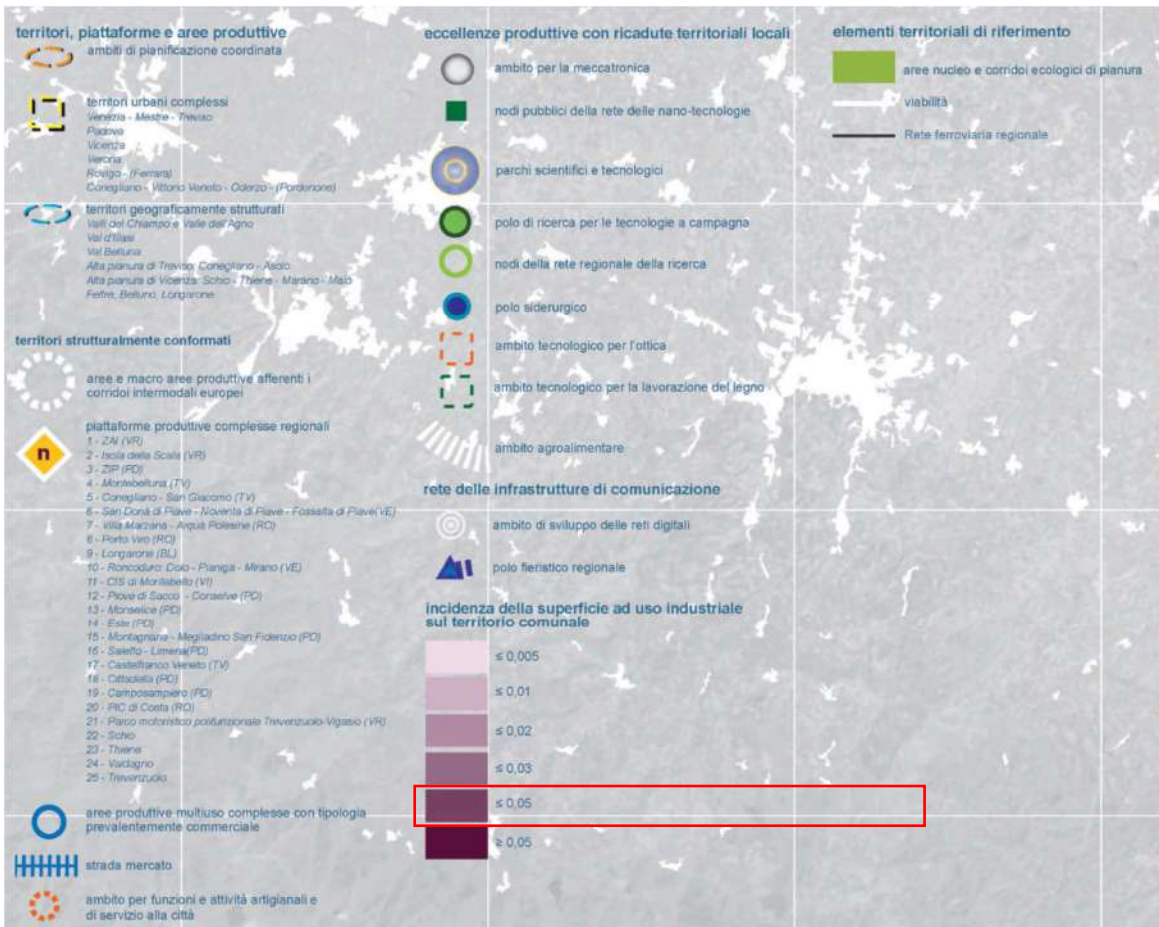 territori, piattaforme e aree produttive
ambiti di pianificazione coordinata
territori urbani complessi
Venezia - Mestre - Treviso
Padova
Vicenza
Verona
Rovigo - (Ferrara)
Conegliano - Vittorio Veneto - Oderzo - (Pordenone)
territori geograficamente strutturati
Valli del Chiampo e Valle dell'Agno
Val d'Illasi
Val Belluna
Alta pianura di Treviso: Conegliano - Asolo
Alta pianura di Vicenza: Schio - Thiene - Marano - Malo
Feltre, Belluno, Longarone
territori strutturalmente conformati
aree e macro aree produttive afferenti i
corridoi intermodali europei
n
piattaforme produttive complesse regionali
1 - ZAI (VR)
2 - Isola della Scala (VR)
3 - ZIP (PD)
4 - Montebelluna (TV)
5 - Conegliano - San Giacomo (TV)
6 - San Donà di Piave - Noventa di Piave - Fossalta di Piave(VE)
7 - Villa Marzana - Arquà Polesine (RO)
8 - Porto Viro (RO)
9 - Longarone (BL)
10 - Roncoduro: Dolo - Pianiga - Mirano (VE)
11 - CIS di Montebello (VI)
12 - Piove di Sacco - Conselve (PD)
13 - Monselice (PD)
14 - Este (PD)
15 - Montagnana - Megliadino San Fidenzio (PD)
16 - Saletto - Limena(PD)
17 - Castelfranco Veneto (TV)
18 - Cittadella (PD)
19 - Camposampiero (PD)
20 - PIC di Costa (RO)
21 - Parco motoristico polifunzionale Trevenzuolo-Vigasio (VR)
22 - Schio
23 - Thiene
24 - Valdagno
25 - Trevenzuolo
aree produttive multiuso complesse con tipologia
prevalentemente commerciale
strada mercato
ambito per funzioni e attività artigianali e
di servizio alla città
eccellenze produttive con ricadute territoriali locali
ambito per la meccatronica
nodi pubblici della rete delle nano-tecnologie
parchi scientifici e tecnologici
polo di ricerca per le tecnologie a campagna
nodi della rete regionale della ricerca
polo siderurgico
ambito tecnologico per l'ottica
ambito tecnologico per la lavorazione del legno
ambito agroalimentare
rete delle infrastrutture di comunicazione
ambito di sviluppo delle reti digitali
polo fieristico regionale
incidenza della superficie ad uso industriale
sul territorio comunale
≤ 0,005
≤ 0,01
≤ 0,02
≤ 0,03
≤ 0,05
≥ 0,05
elementi territoriali di riferimento
aree nucleo e corridoi ecologici di pianura
viabilità
Rete ferroviaria regionale